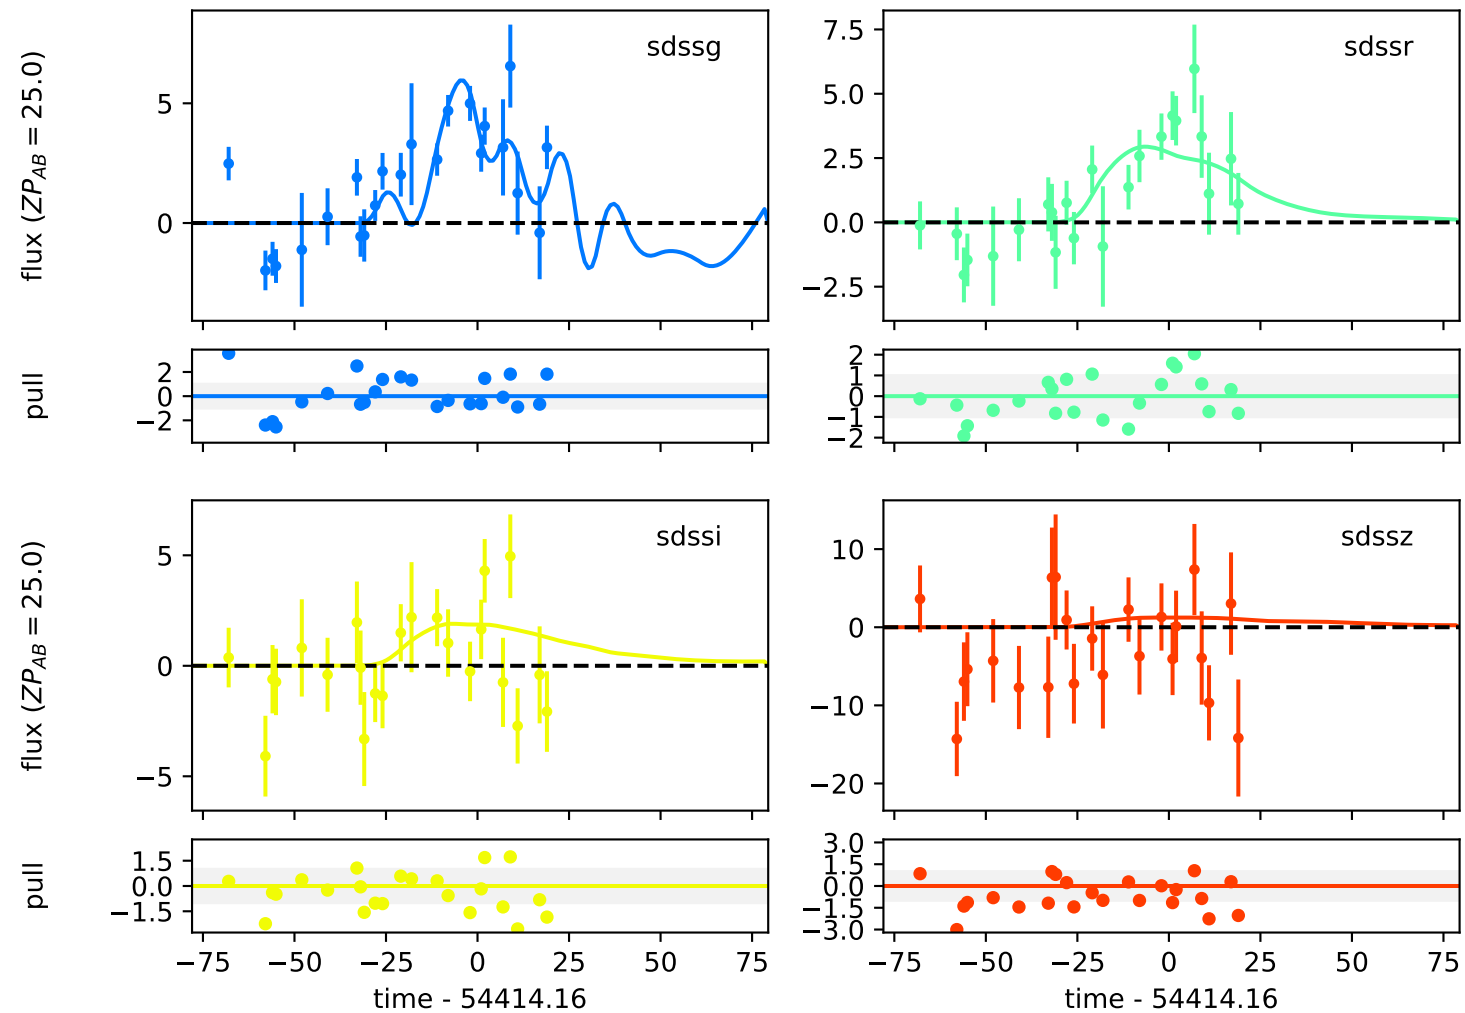 sdssg
sdssr
flux (ZP_AB = 25.0)
5
0
7.5
5.0
2.5
0.0
−2.5
pull
2
0
−2
2
1
0
−1
−2
sdssi
sdssz
flux (ZP_AB = 25.0)
5
0
−5
10
0
−10
−20
pull
1.5
0.0
−1.5
3.0
1.5
0.0
−1.5
−3.0
−75 −50 −25 0 25 50 75
−75 −50 −25 0 25 50 75
time - 54414.16
time - 54414.16